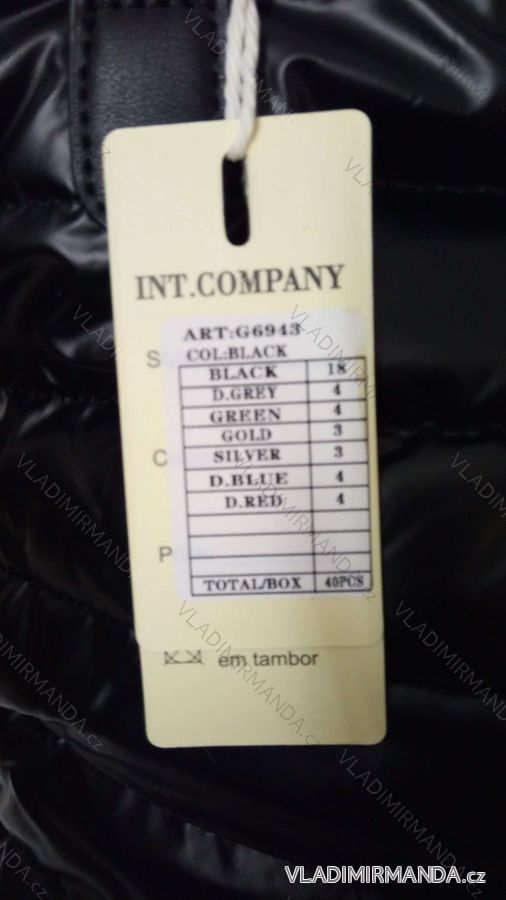 INT.COMPANY
ART:G6943
S
COL:BLACK
BLACK 18
D.GREY 4
GREEN 4
GOLD 3
C
SILVER 3
D.BLUE 4
D.RED 4
P
TOTAL/BOX 40PCS
em tambor
VLADIMIRMANDA.cz